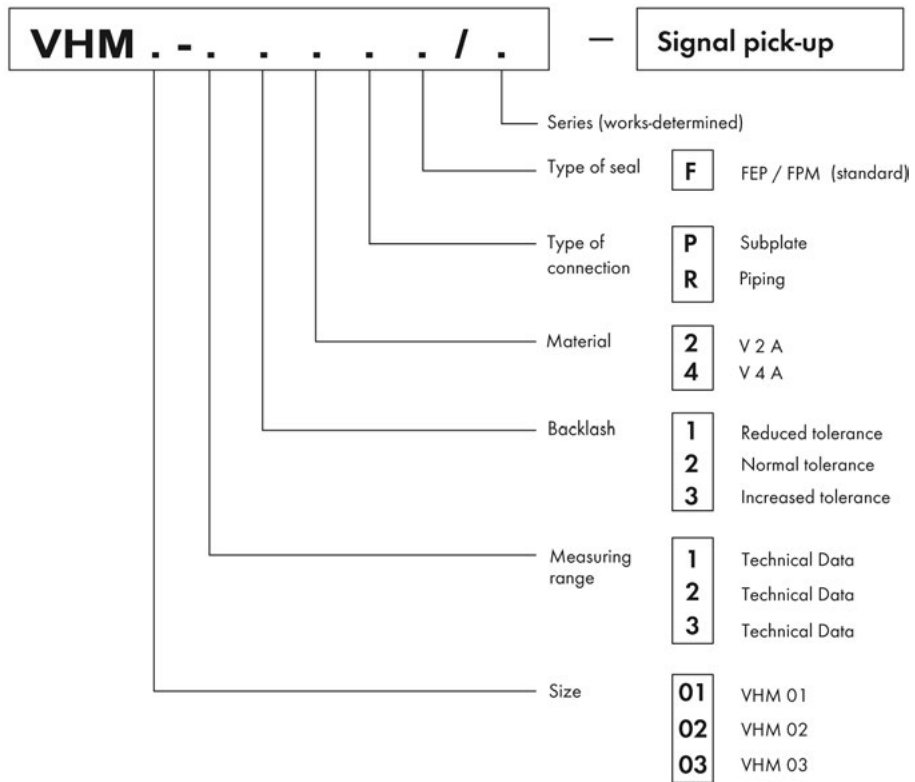 VHM . - . . . . . / . – Signal pick-up
Series (works-determined)
Type of seal F FEP / FPM (standard)
Type of P Subplate
connection R Piping
Material 2 V 2 A
4 V 4 A
Backlash 1 Reduced tolerance
2 Normal tolerance
3 Increased tolerance
Measuring 1 Technical Data
range 2 Technical Data
3 Technical Data
Size 01 VHM 01
02 VHM 02
03 VHM 03